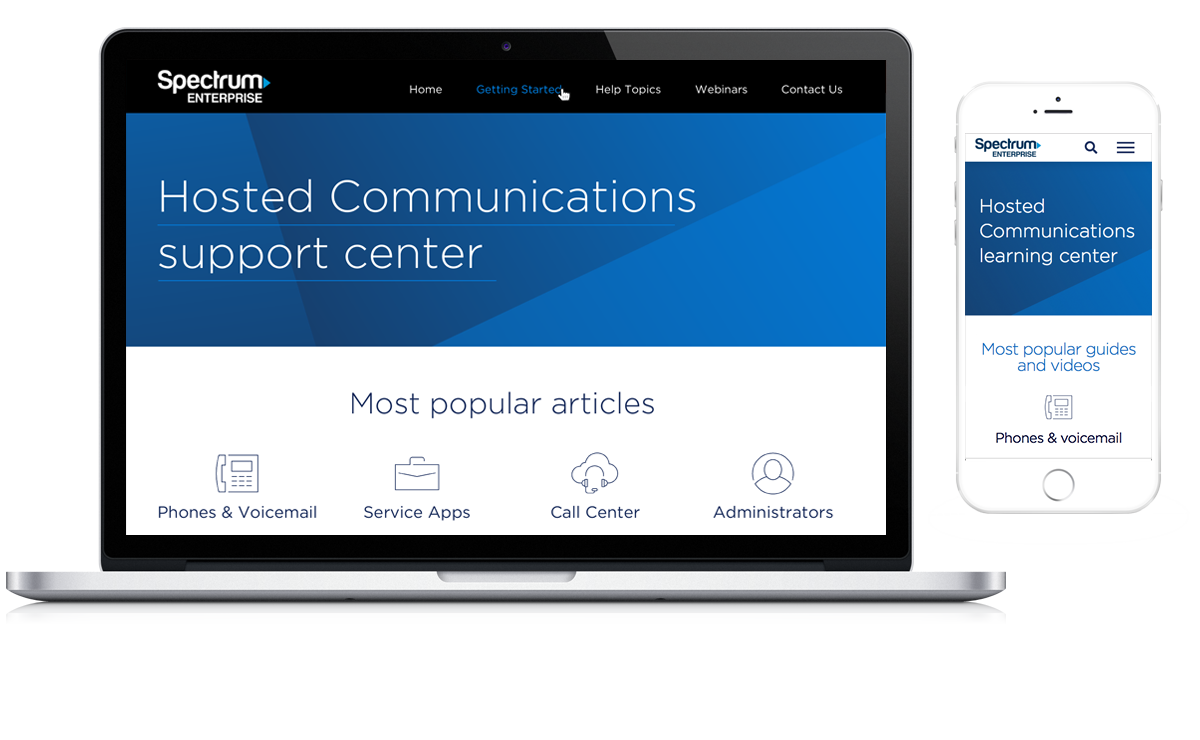 Spectrum
ENTERPRISE
Home Getting Started Help Topics Webinars Contact Us
Hosted Communications
support center
Most popular articles
Phones & Voicemail Service Apps Call Center Administrators
Spectrum
ENTERPRISE
Hosted
Communications
learning center
Most popular guides
and videos
Phones & voicemail